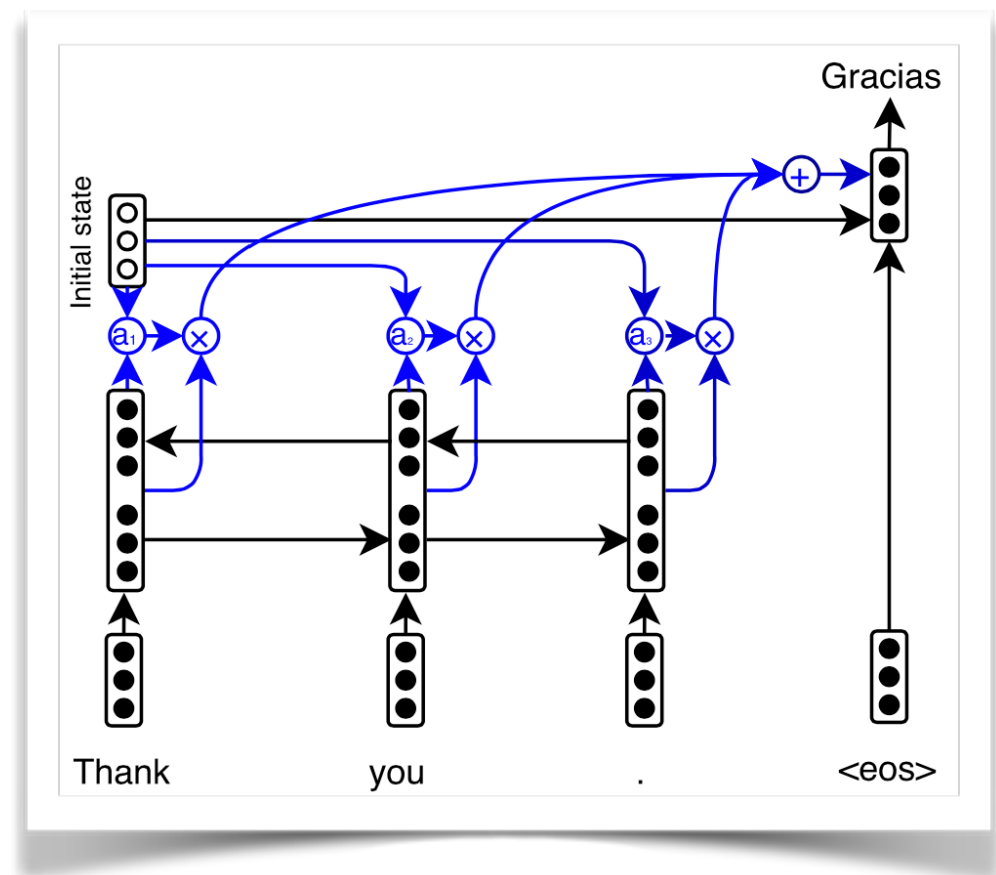 Gracias
Initial state
+
a₁ × a₂ × a₃ ×
Thank you . <eos>